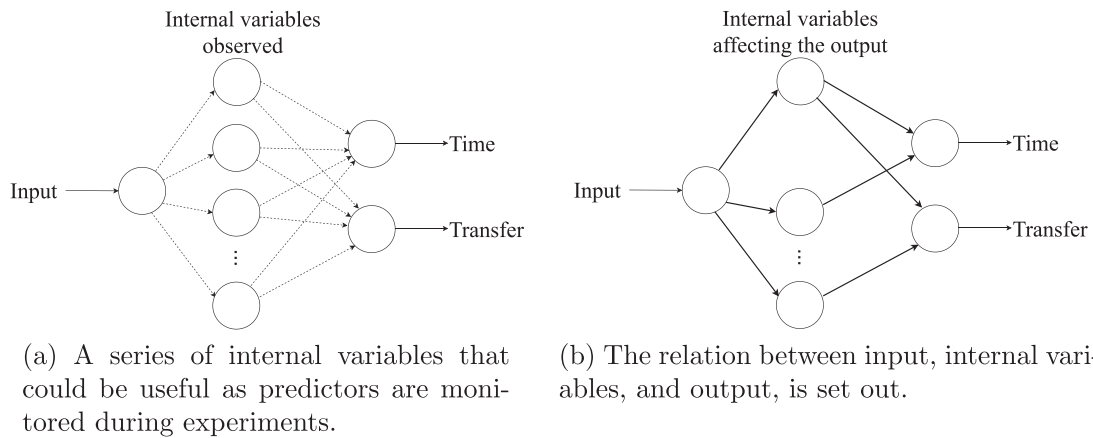 Internal variables
observed
Input
Time
Transfer
...
(a) A series of internal variables that
could be useful as predictors are moni-
tored during experiments.
Internal variables
affecting the output
Input
Time
Transfer
...
(b) The relation between input, internal vari-
ables, and output, is set out.